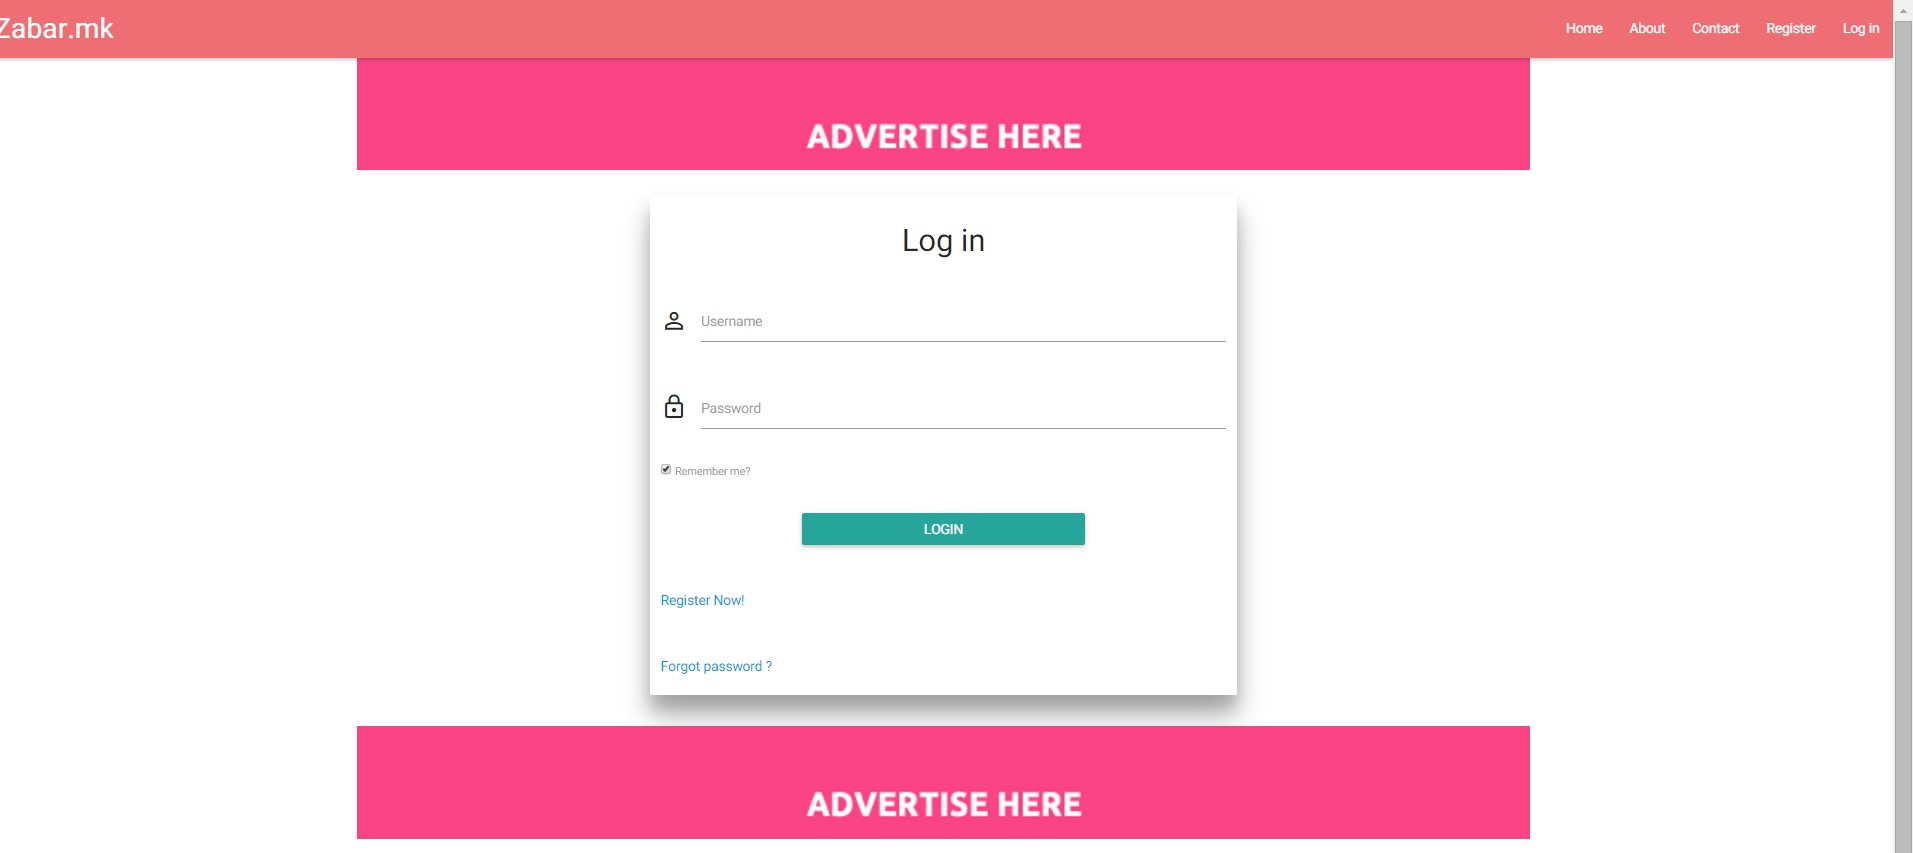 Zabar.mk
Home About Contact Register Log in
ADVERTISE HERE
Log in
Username
Password
Remember me?
LOGIN
Register Now!
Forgot password ?
ADVERTISE HERE